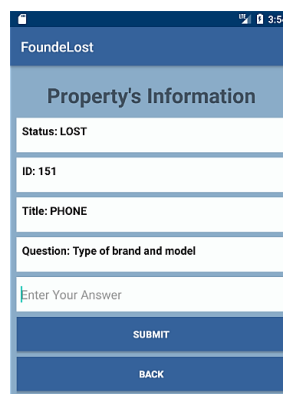 3:54
FoundeLost
Property's Information
Status: LOST
ID: 151
Title: PHONE
Question: Type of brand and model
Enter Your Answer
SUBMIT
BACK